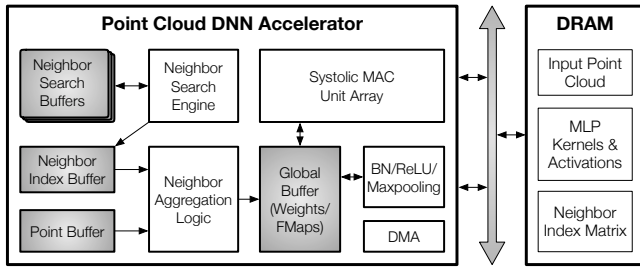 Point Cloud DNN Accelerator
Neighbor
Search
Buffers
Neighbor
Search
Engine
Systolic MAC
Unit Array
Neighbor
Index Buffer
Neighbor
Aggregation
Logic
Global
Buffer
(Weights/
FMaps)
BN/ReLU/
Maxpooling
Point Buffer
DMA
DRAM
Input Point
Cloud
MLP
Kernels &
Activations
Neighbor
Index Matrix